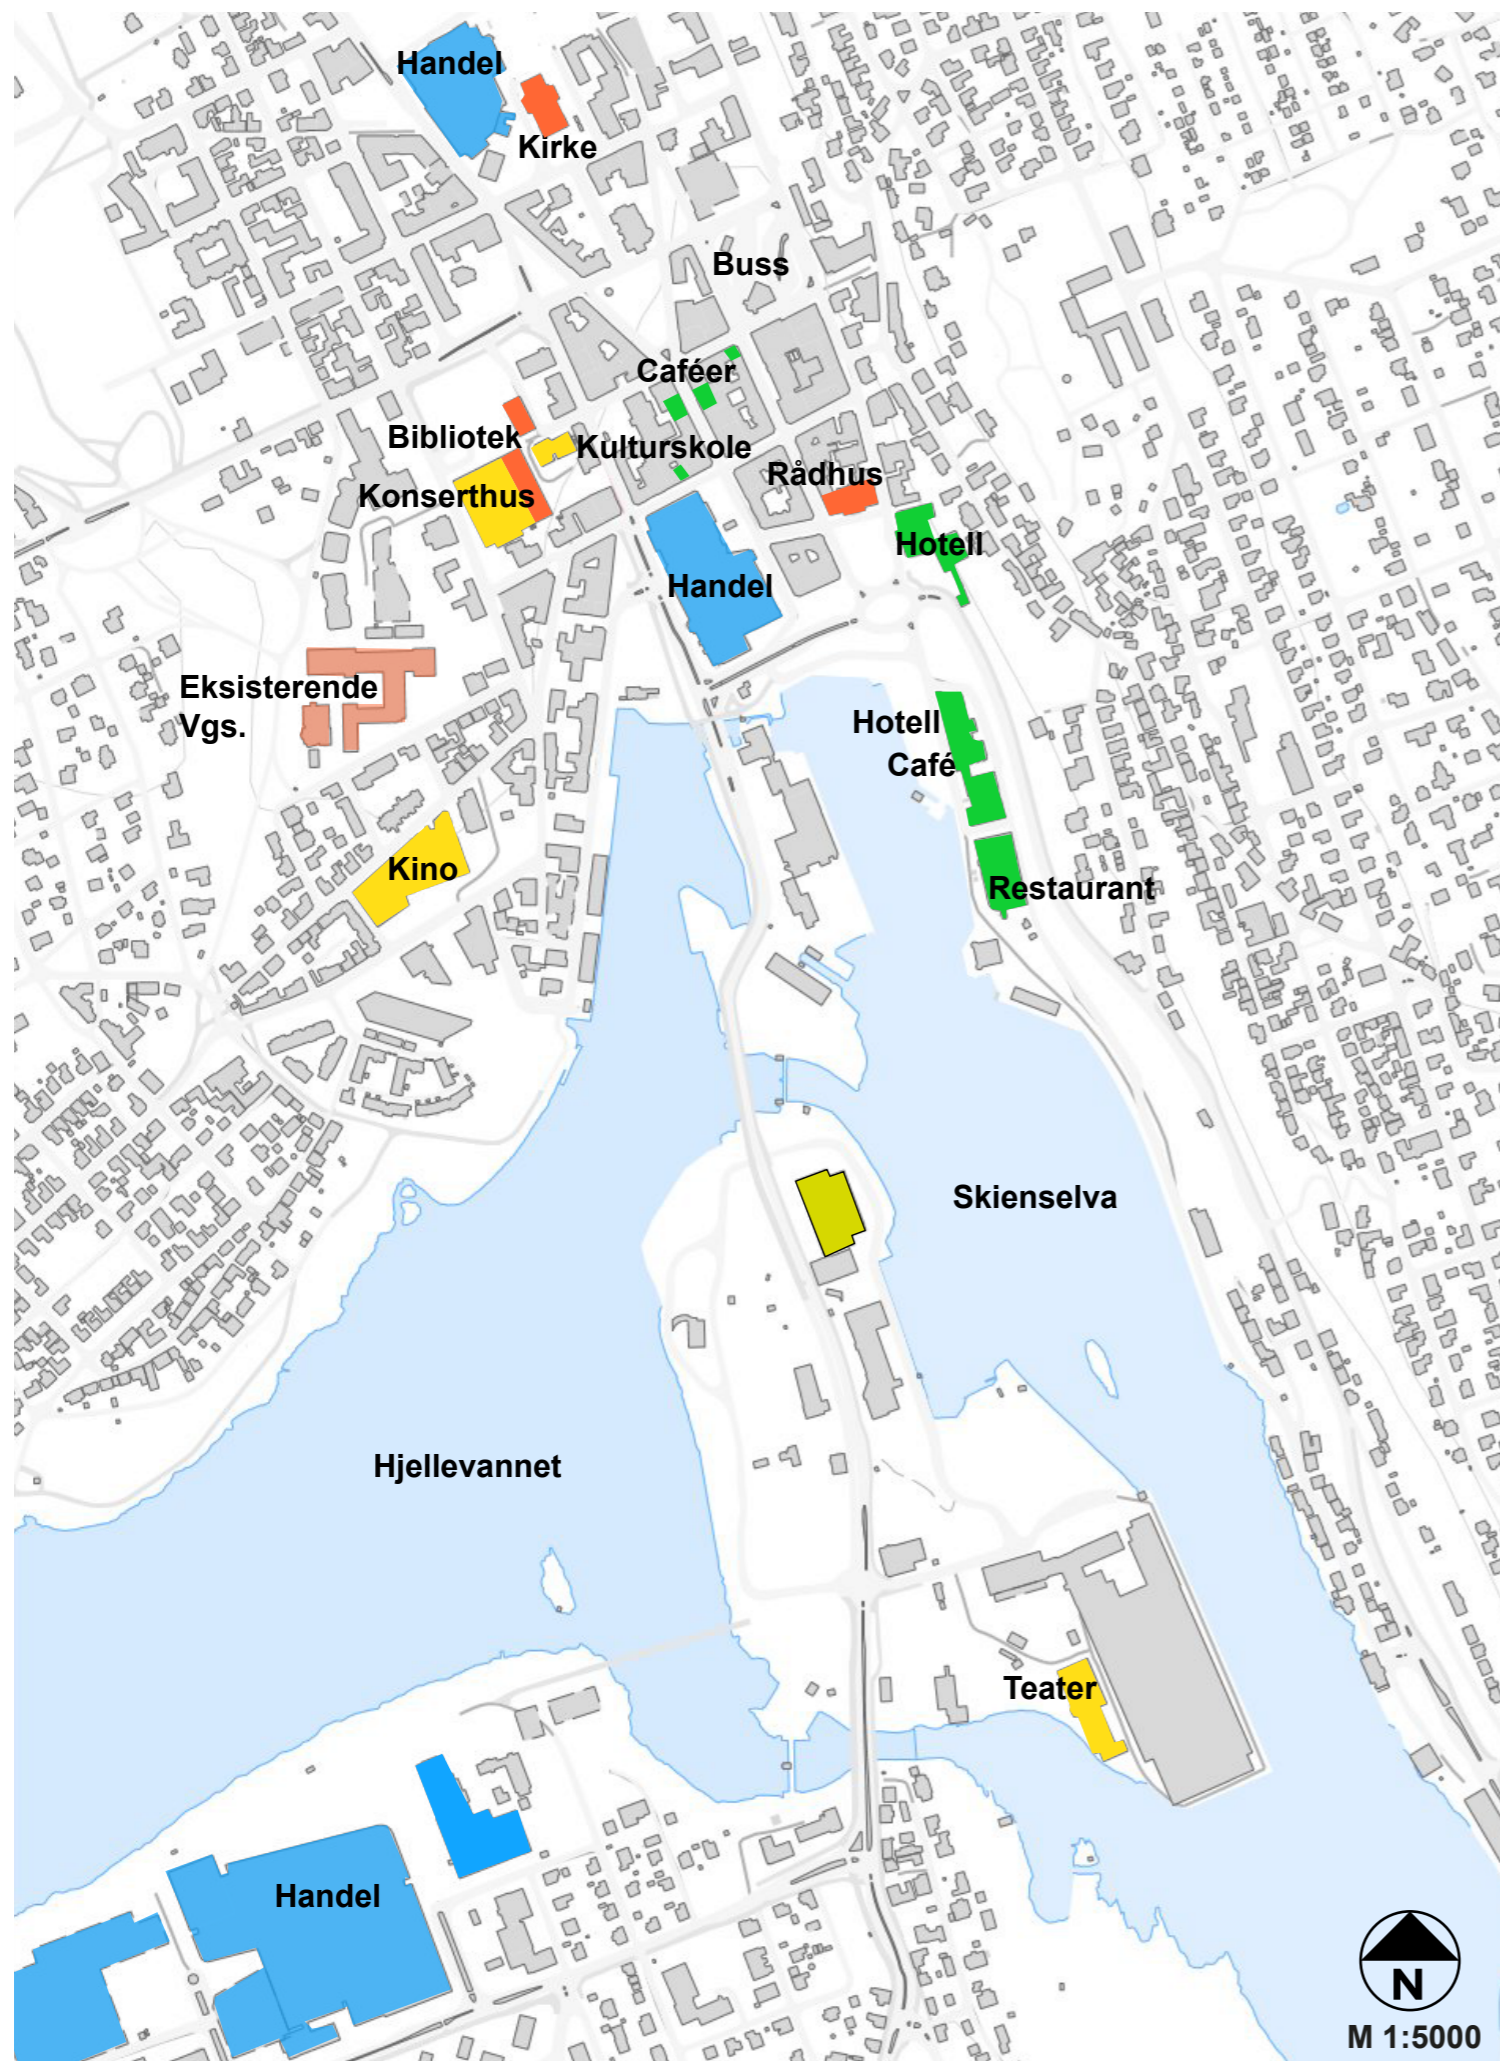 Handel
Kirke
Buss
Caféer
Bibliotek
Kulturskole
Rådhus
Konserthus
Hotell
Handel
Eksisterende
Vgs.
Hotell
Café
Kino
Restaurant
Skienselva
Hjellevannet
Teater
Handel
N
M 1:5000